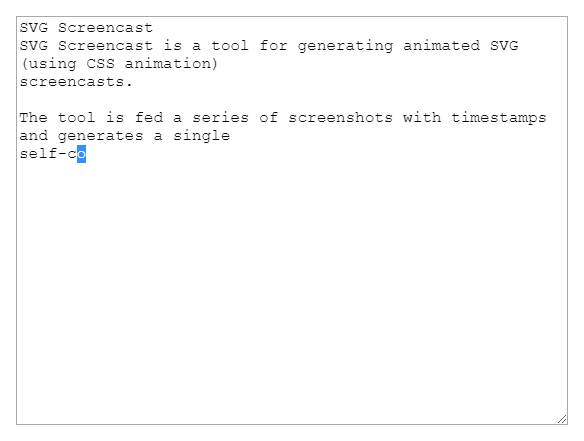 SVG Screencast
SVG Screencast is a tool for generating animated SVG
(using CSS animation)
screencasts.

The tool is fed a series of screenshots with timestamps
and generates a single
self-co